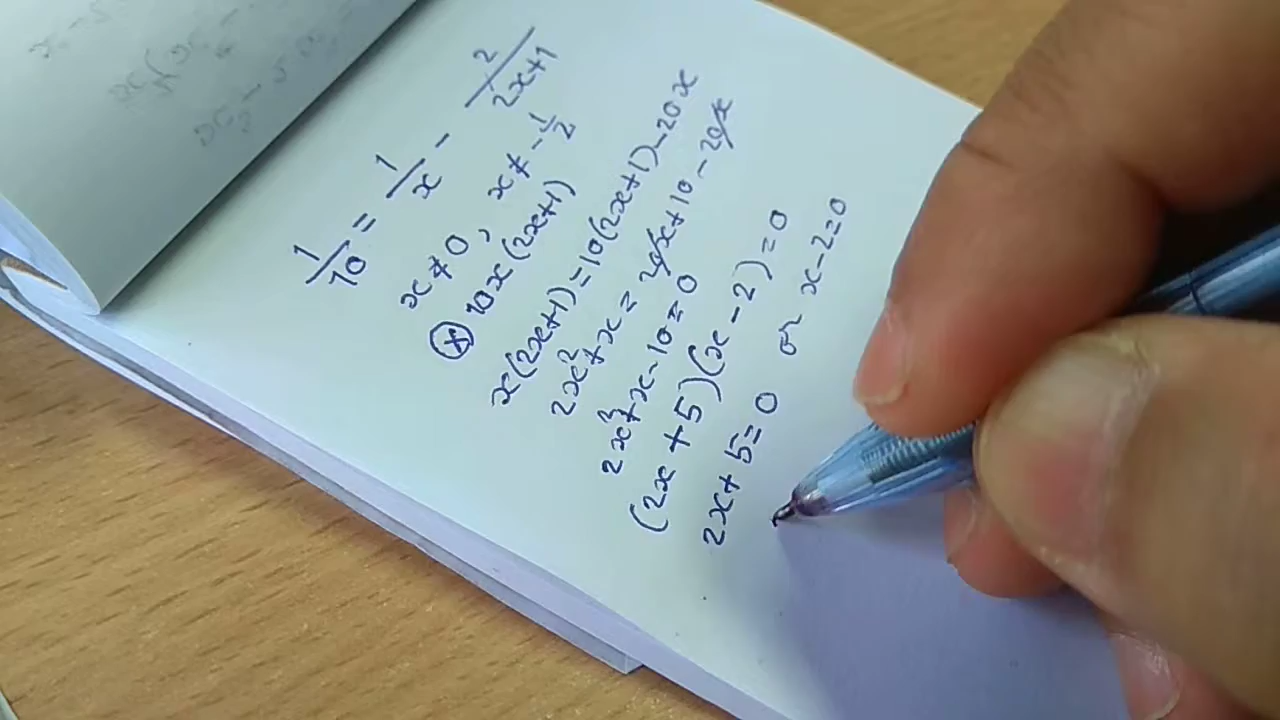 1/10 = 1/x - 2/2x+1
x ≠ 0, x ≠ -1/2
ⓧ 10x(2x+1)
x(2x+1) = 10(2x+1) - 20x
2x² + x = 20x + 10 - 20x
2x² + x - 10 = 0
(2x + 5)(x - 2) = 0
2x + 5 = 0 or x - 2 = 0